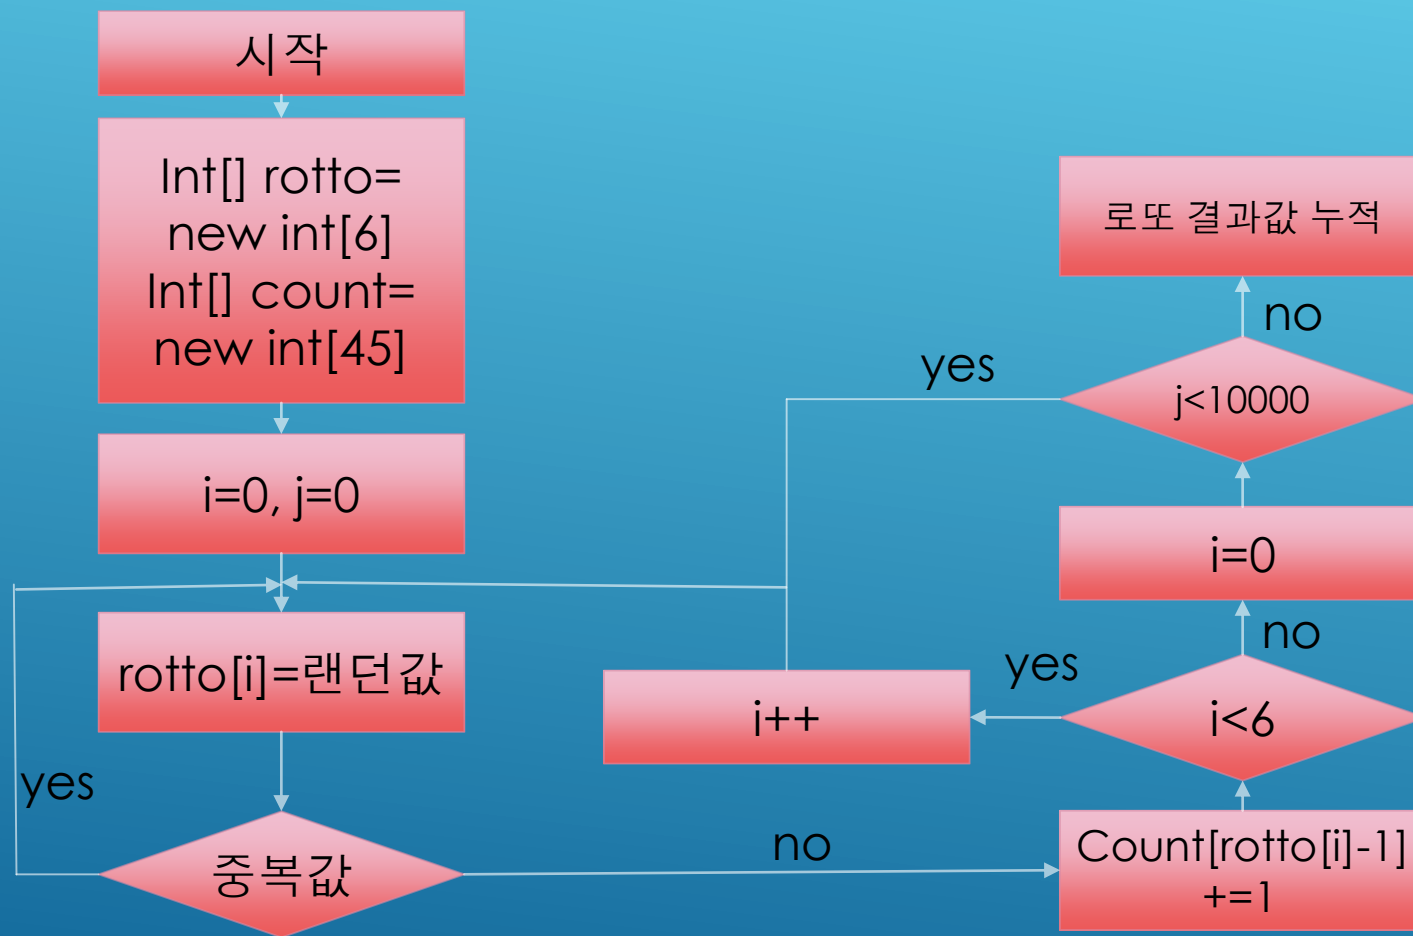 시작
Int[] rotto=
new int[6]
Int[] count=
new int[45]
i=0, j=0
rotto[i]=랜던값
yes
중복값
no
Count[rotto[i]-1]
+=1
i<6
yes
i++
no
i=0
j<10000
yes
no
로또 결과값 누적